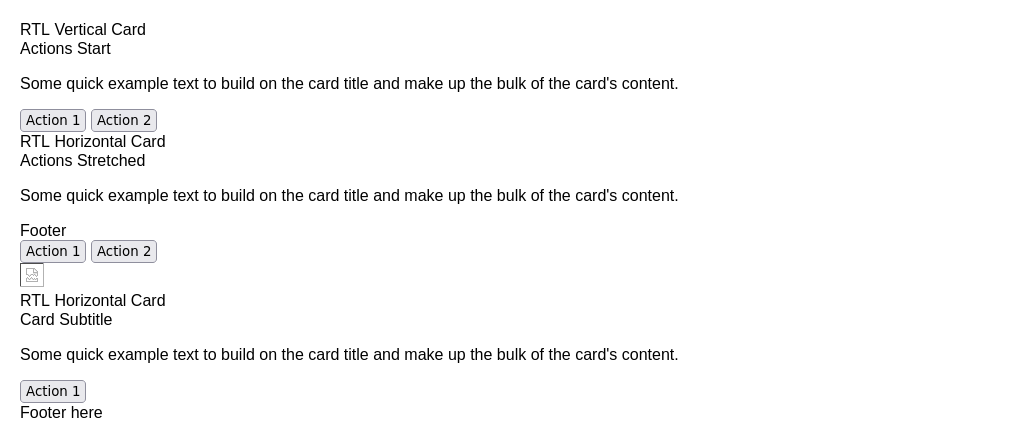 RTL Vertical Card
Actions Start
Some quick example text to build on the card title and make up the bulk of the card's content.
Action 1 Action 2
RTL Horizontal Card
Actions Stretched
Some quick example text to build on the card title and make up the bulk of the card's content.
Footer
Action 1 Action 2
RTL Horizontal Card
Card Subtitle
Some quick example text to build on the card title and make up the bulk of the card's content.
Action 1
Footer here